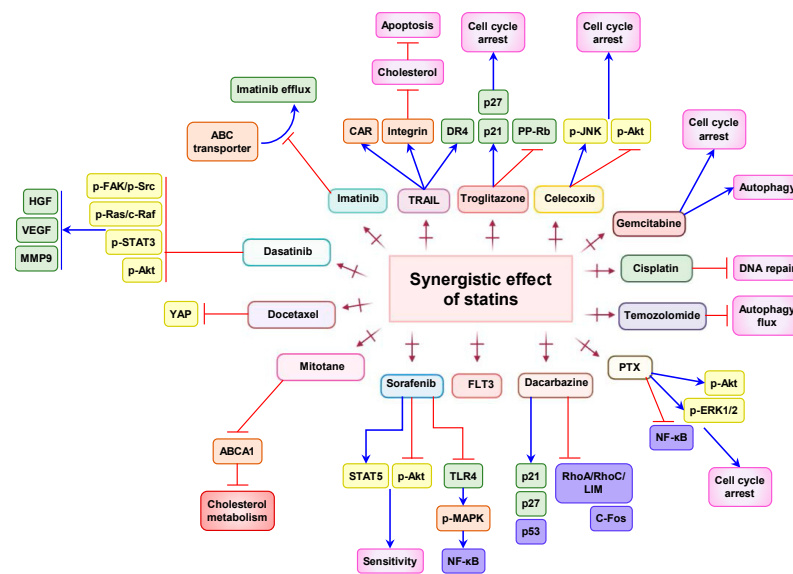 Apoptosis
Cell cycle
arrest
Cell cycle
arrest
Cholesterol
Imatinib efflux
p27
Cell cycle
arrest
ABC
transporter
CAR
Integrin
DR4
p21
PP-Rb
p-JNK
p-Akt
p-FAK/p-Src
HGF
p-Ras/c-Raf
VEGF
p-STAT3
MMP9
p-Akt
Imatinib
TRAIL
Troglitazone
Celecoxib
Gemcitabine
Autophagy
Dasatinib
Synergistic effect
of statins
Cisplatin
DNA repair
YAP
Docetaxel
Temozolomide
Autophagy
flux
Mitotane
Sorafenib
FLT3
Dacarbazine
PTX
p-Akt
p-ERK1/2
NF-κB
ABCA1
STAT5
p-Akt
TLR4
p21
RhoA/RhoC/
LIM
Cell cycle
arrest
Cholesterol
metabolism
p-MAPK
p27
C-Fos
p53
Sensitivity
NF-κB